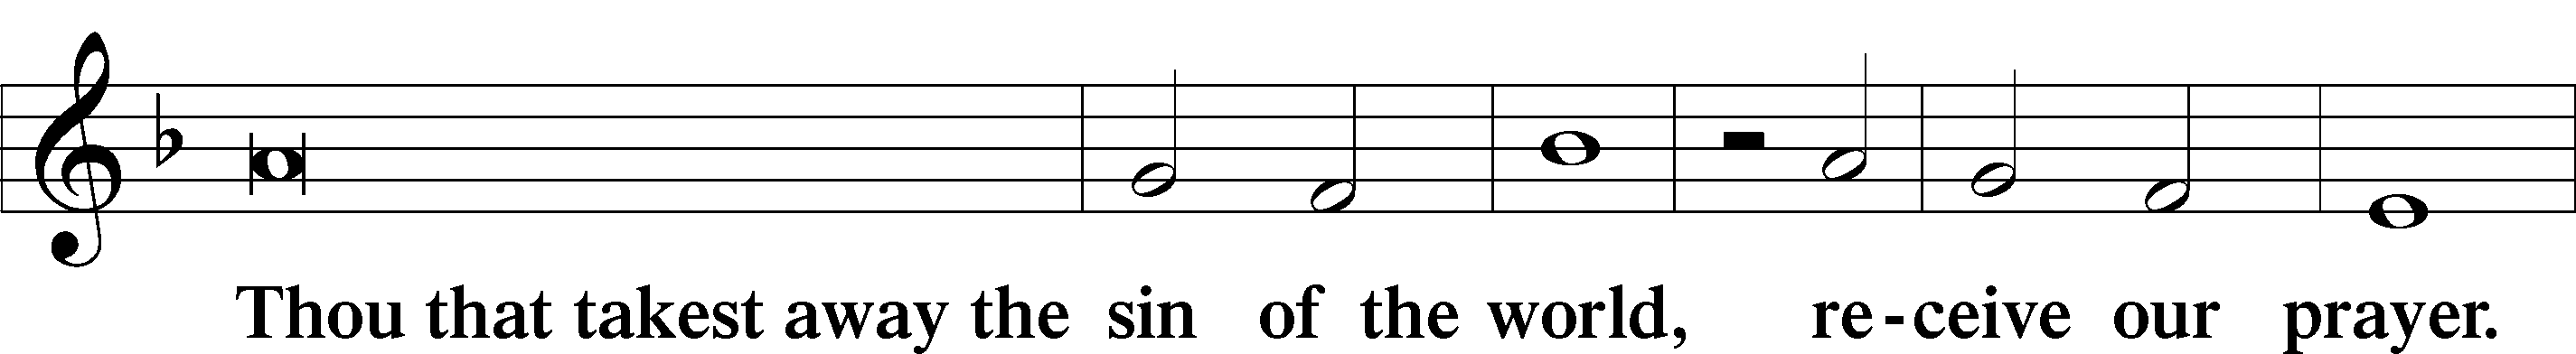 Thou that takest away the sin of the world, re-ceive our prayer.